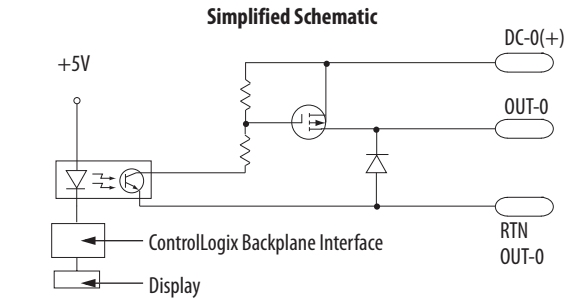 Simplified Schematic
DC-0(+)
+5V
OUT-0
RTN
OUT-0
ControlLogix Backplane Interface
Display